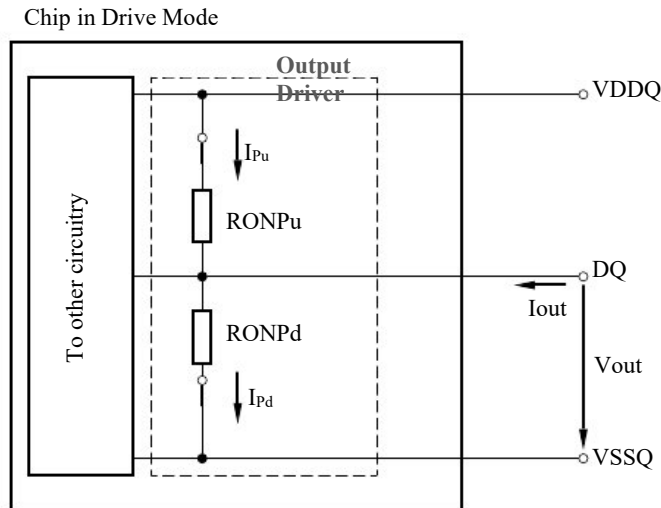 Chip in Drive Mode
Output
Driver
VDDQ
IPu
RONPu
To other circuitry
DQ
Iout
RONPd
Vout
IPd
VSSQ